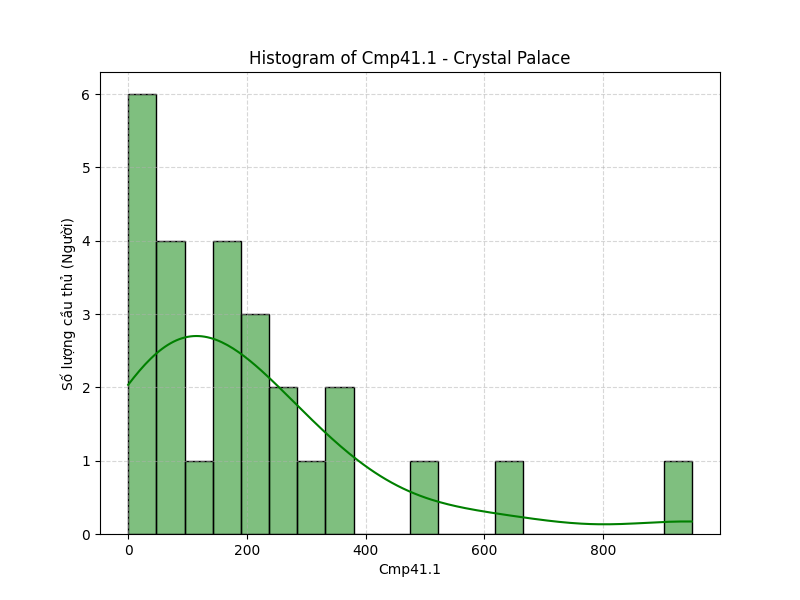 Histogram of Cmp41.1 - Crystal Palace
Số lượng cầu thủ (Người)
6
5
4
3
2
1
0
0 200 400 600 800
Cmp41.1